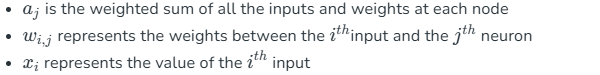 • a_j is the weighted sum of all the inputs and weights at each node
• w_{i,j} represents the weights between the i^{th}input and the j^{th} neuron
• x_i represents the value of the i^{th} input